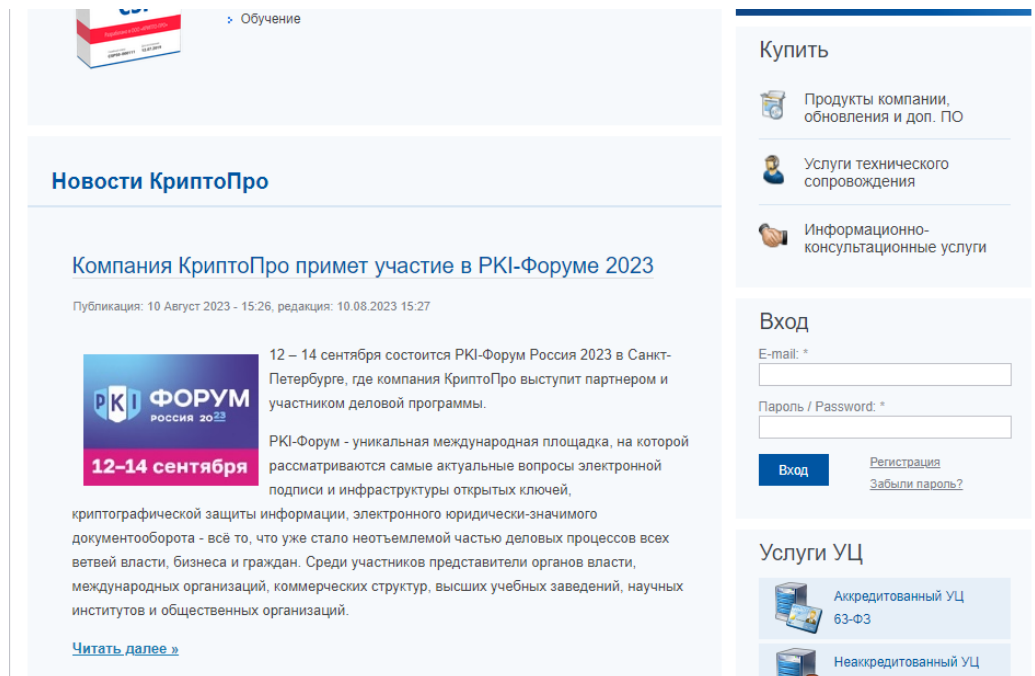 Обучение
Новости КриптоПро
Компания КриптоПро примет участие в PKI-Форуме 2023
Публикация: 10 Август 2023 - 15:26, редакция: 10.08.2023 15:27
PKI ФОРУМ
РОССИЯ 2023
12–14 сентября
12 – 14 сентября состоится PKI-Форум Россия 2023 в Санкт-
Петербурге, где компания КриптоПро выступит партнером и
участником деловой программы.
PKI-Форум - уникальная международная площадка, на которой
рассматриваются самые актуальные вопросы электронной
подписи и инфраструктуры открытых ключей,
криптографической защиты информации, электронного юридически-значимого
документооборота - всё то, что уже стало неотъемлемой частью деловых процессов всех
ветвей власти, бизнеса и граждан. Среди участников представители органов власти,
международных организаций, коммерческих структур, высших учебных заведений, научных
институтов и общественных организаций.
Читать далее »
Купить
Продукты компании,
обновления и доп. ПО
Услуги технического
сопровождения
Информационно-
консультационные услуги
Вход
E-mail: *
Пароль / Password: *
Вход
Регистрация
Забыли пароль?
Услуги УЦ
Аккредитованный УЦ
63-ФЗ
Неаккредитованный УЦ